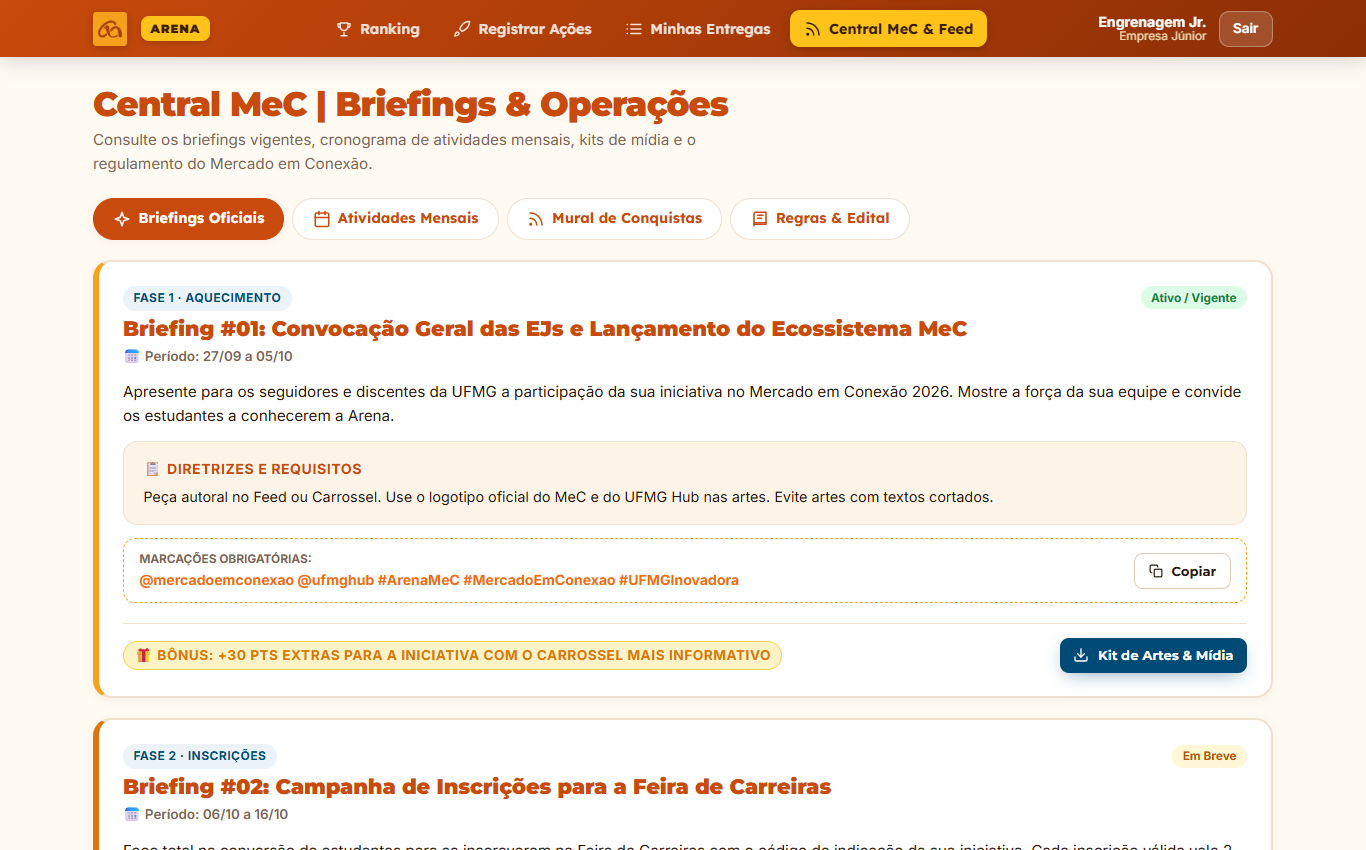 ARENA
Ranking
Registrar Ações
Minhas Entregas
Central MeC & Feed
Engrenagem Jr.
Empresa Júnior
Sair
Central MeC | Briefings & Operações
Consulte os briefings vigentes, cronograma de atividades mensais, kits de mídia e o
regulamento do Mercado em Conexão.
Briefings Oficiais
Atividades Mensais
Mural de Conquistas
Regras & Edital
FASE 1 · AQUECIMENTO
Ativo / Vigente
Briefing #01: Convocação Geral das EJs e Lançamento do Ecossistema MeC
Período: 27/09 a 05/10
Apresente para os seguidores e discentes da UFMG a participação da sua iniciativa no Mercado em Conexão 2026. Mostre a força da sua equipe e convide
os estudantes a conhecerem a Arena.
DIRETRIZES E REQUISITOS
Peça autoral no Feed ou Carrossel. Use o logotipo oficial do MeC e do UFMG Hub nas artes. Evite artes com textos cortados.
MARCAÇÕES OBRIGATÓRIAS:
@mercadoemconexao @ufmghub #ArenaMeC #MercadoEmConexao #UFMGInovadora
Copiar
BÔNUS: +30 PTS EXTRAS PARA A INICIATIVA COM O CARROSSEL MAIS INFORMATIVO
Kit de Artes & Mídia
FASE 2 · INSCRIÇÕES
Em Breve
Briefing #02: Campanha de Inscrições para a Feira de Carreiras
Período: 06/10 a 16/10